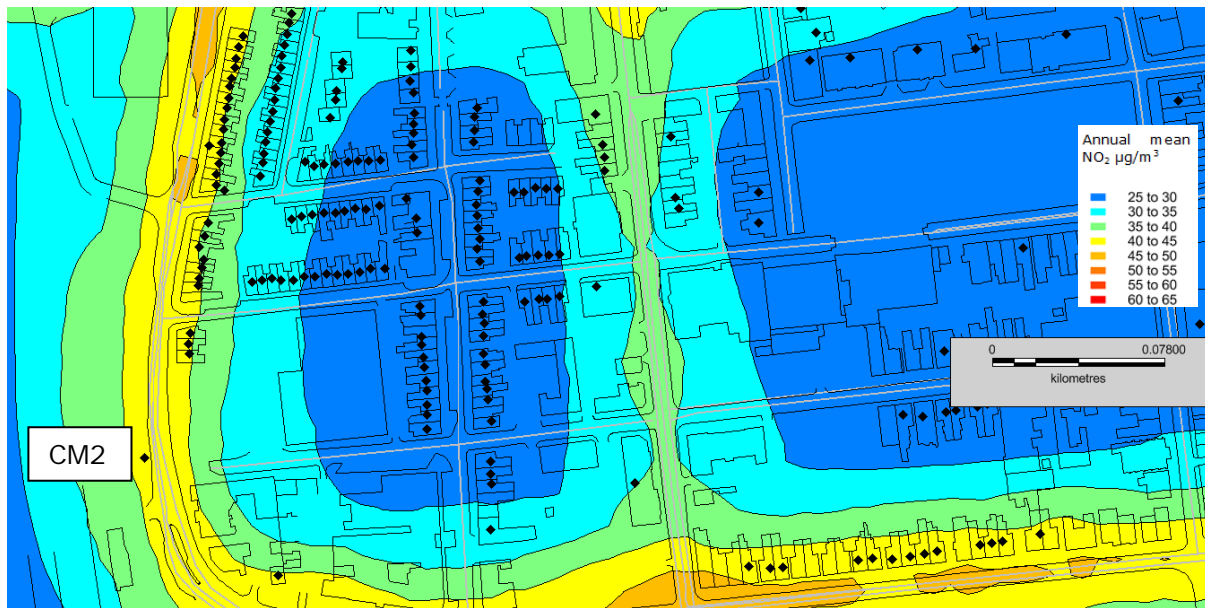 Annual mean
NO₂ µg/m³
25 to 30
30 to 35
35 to 40
40 to 45
45 to 50
50 to 55
55 to 60
60 to 65
0 0.07800
kilometres
CM2